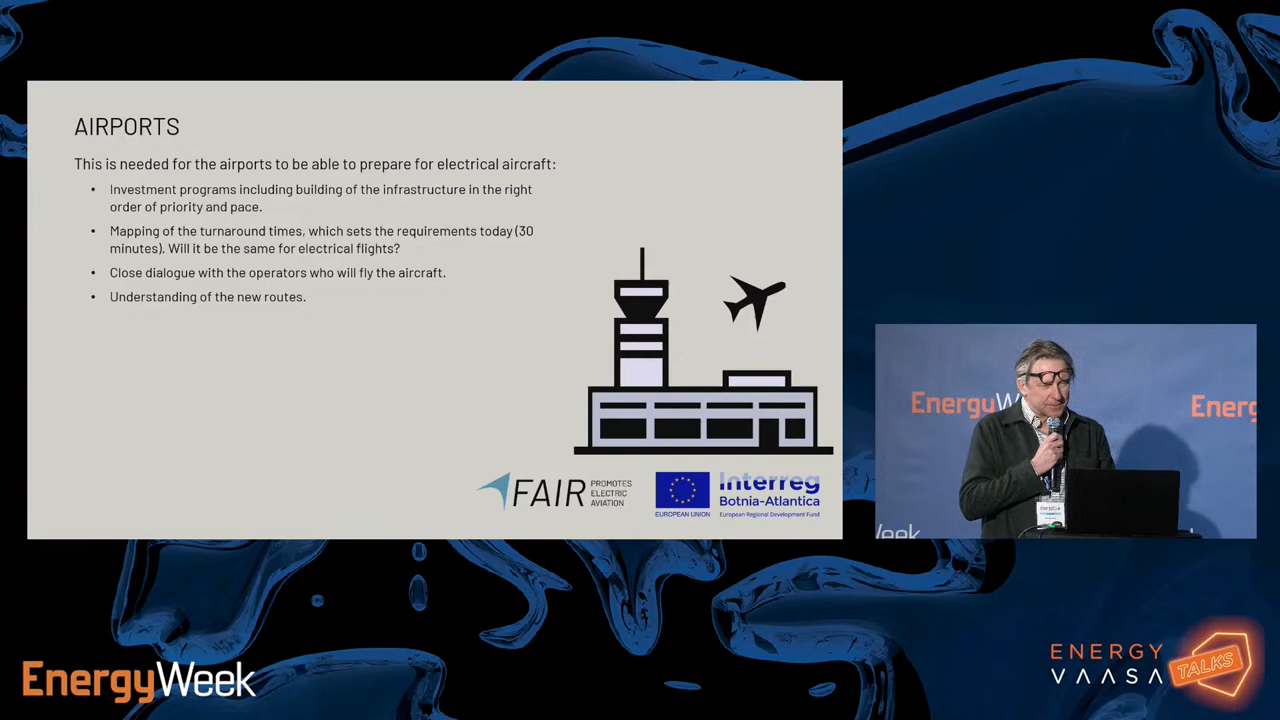 AIRPORTS
This is needed for the airports to be able to prepare for electrical aircraft:
• Investment programs including building of the infrastructure in the right
order of priority and pace.
• Mapping of the turnaround times, which sets the requirements today (30
minutes). Will it be the same for electrical flights?
• Close dialogue with the operators who will fly the aircraft.
• Understanding of the new routes.
FAIR
PROMOTES
ELECTRIC
AVIATION
EUROPEAN UNION
Interreg
Botnia-Atlantica
European Regional Development Fund
EnergyW
Energy
Week
EnergyWeek
ENERGY
VAASA
TALKS